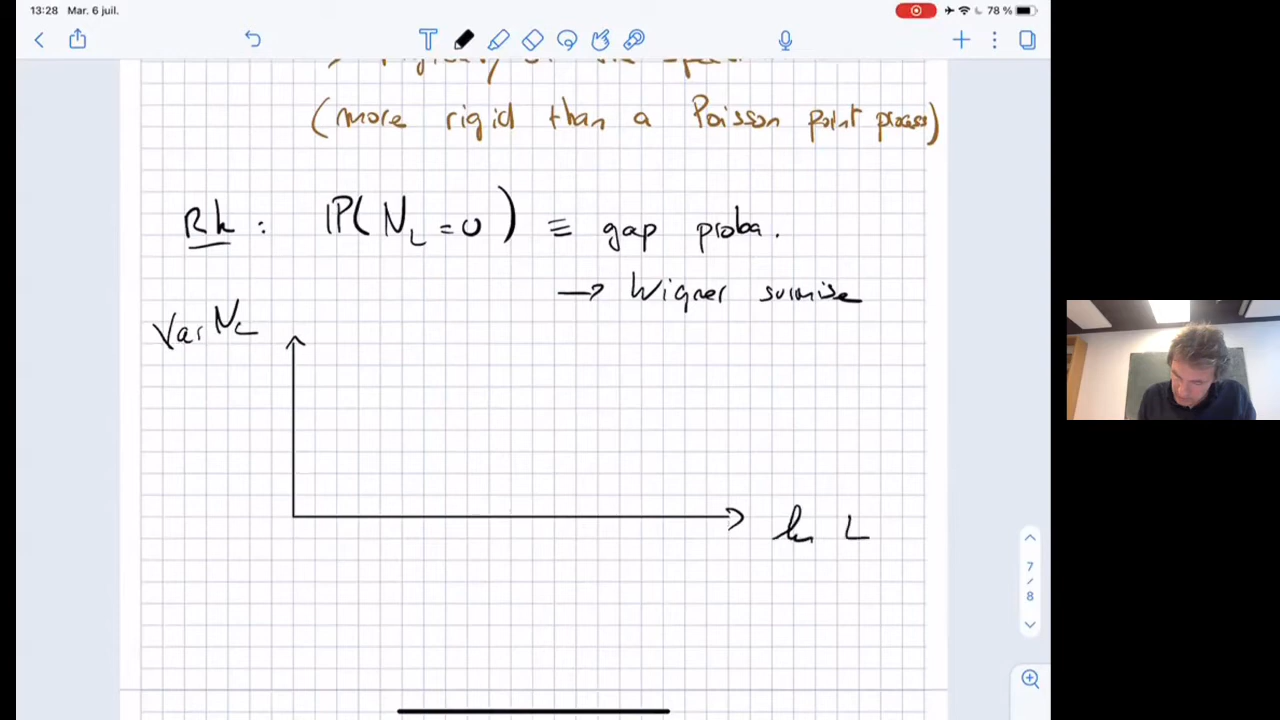 13:28 Mar. 6 juil.
78 %
(more rigid than a Poisson point process)
Rk : IP( N_L = 0 ) ≡ gap proba.
→ Wigner surmise
Var N_L
ln L
7
/
8